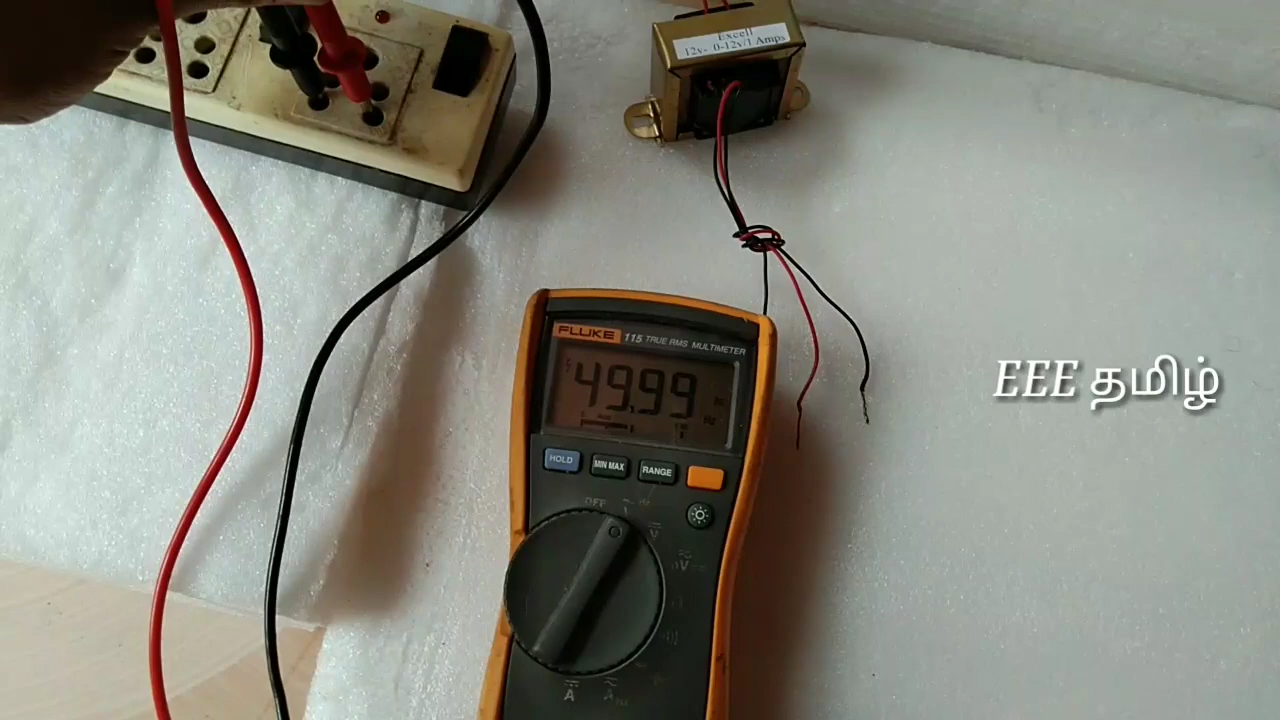 Excell
12v- 0-12v/1 Amps
FLUKE 115 TRUE RMS MULTIMETER
49.99
Hz
HOLD MIN MAX RANGE
OFF
V
A A
EEE தமிழ்